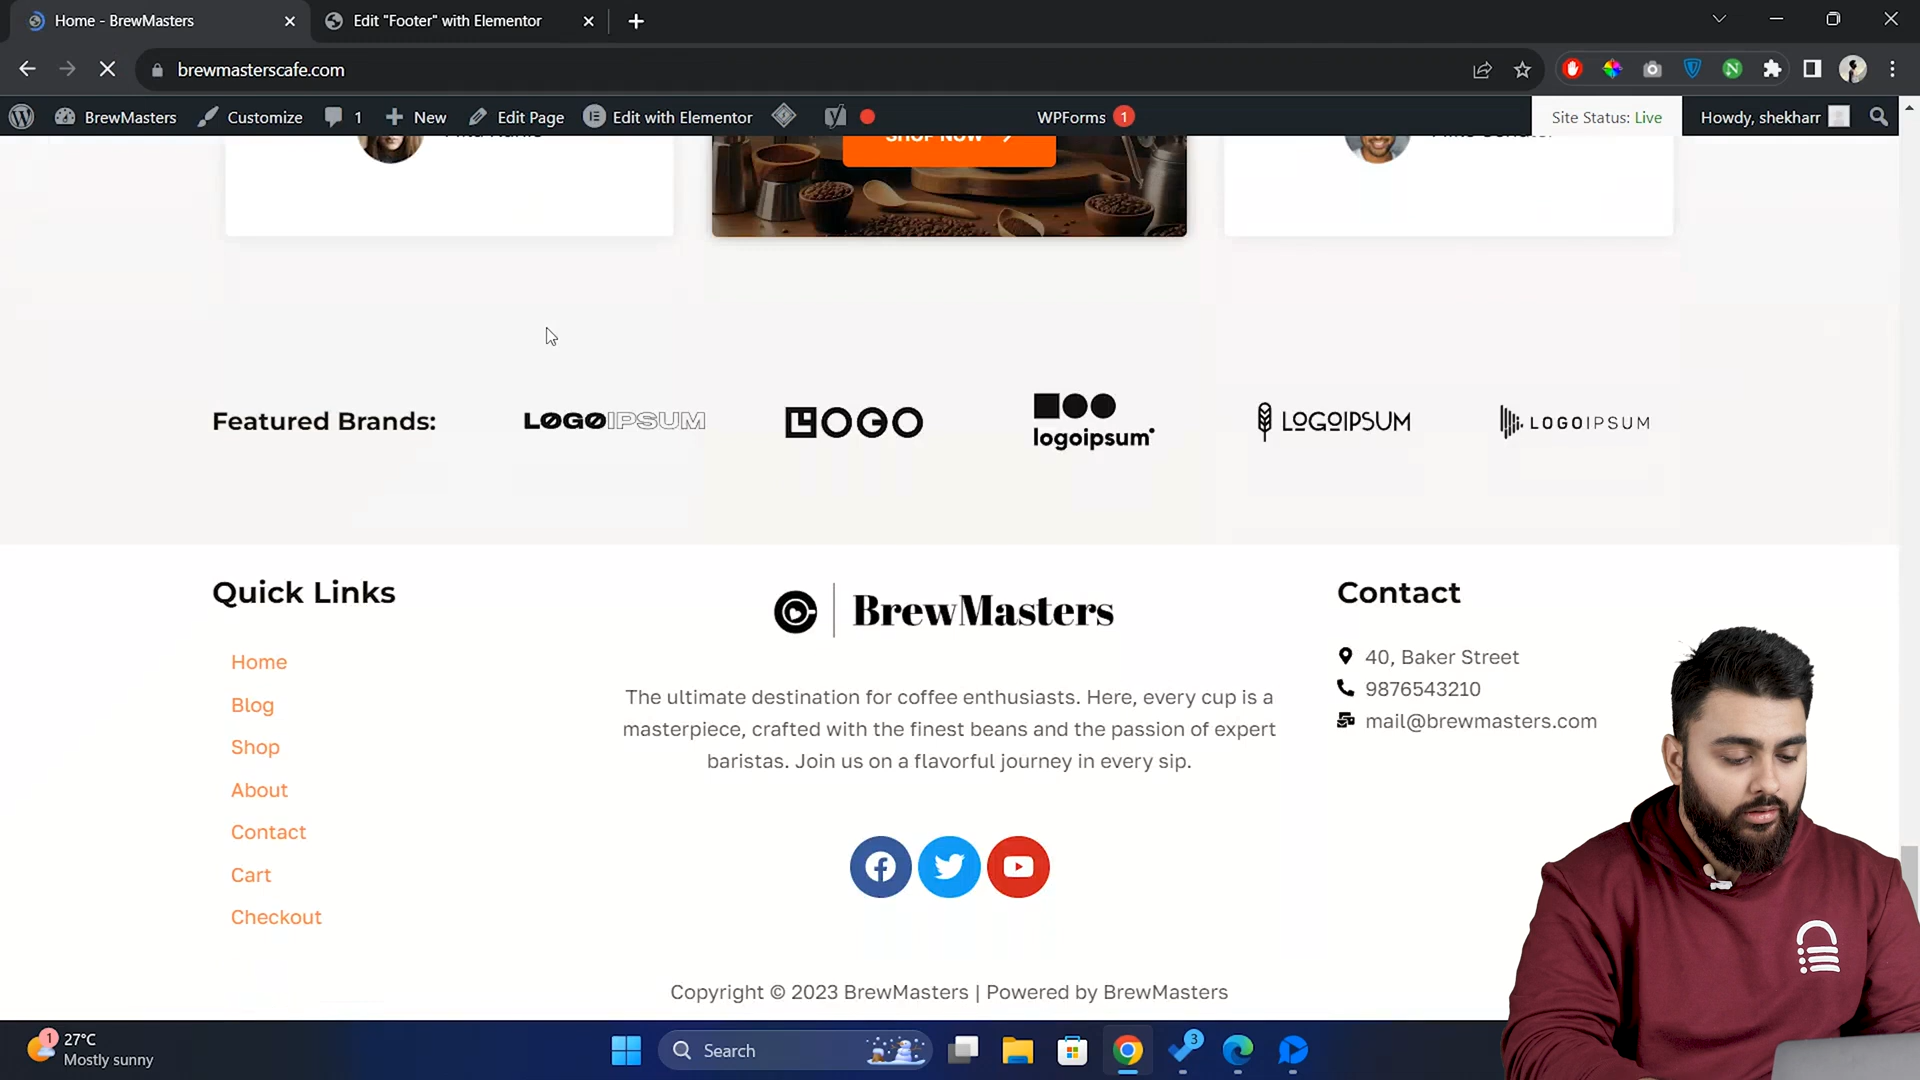 Home - BrewMasters
Edit "Footer" with Elementor
brewmasterscafe.com
BrewMasters
Customize
1
New
Edit Page
Edit with Elementor
WPForms 1
Site Status: Live
Howdy, shekharr
SHOP NOW
Featured Brands:
LOGOIPSUM
LOGO
logoipsum
LOGOIPSUM
LOGOIPSUM
Quick Links
Home
Blog
Shop
About
Contact
Cart
Checkout
BrewMasters
The ultimate destination for coffee enthusiasts. Here, every cup is a
masterpiece, crafted with the finest beans and the passion of expert
baristas. Join us on a flavorful journey in every sip.
Copyright © 2023 BrewMasters | Powered by BrewMasters
Contact
40, Baker Street
9876543210
mail@brewmasters.com
1
27°C
Mostly sunny
Search
3